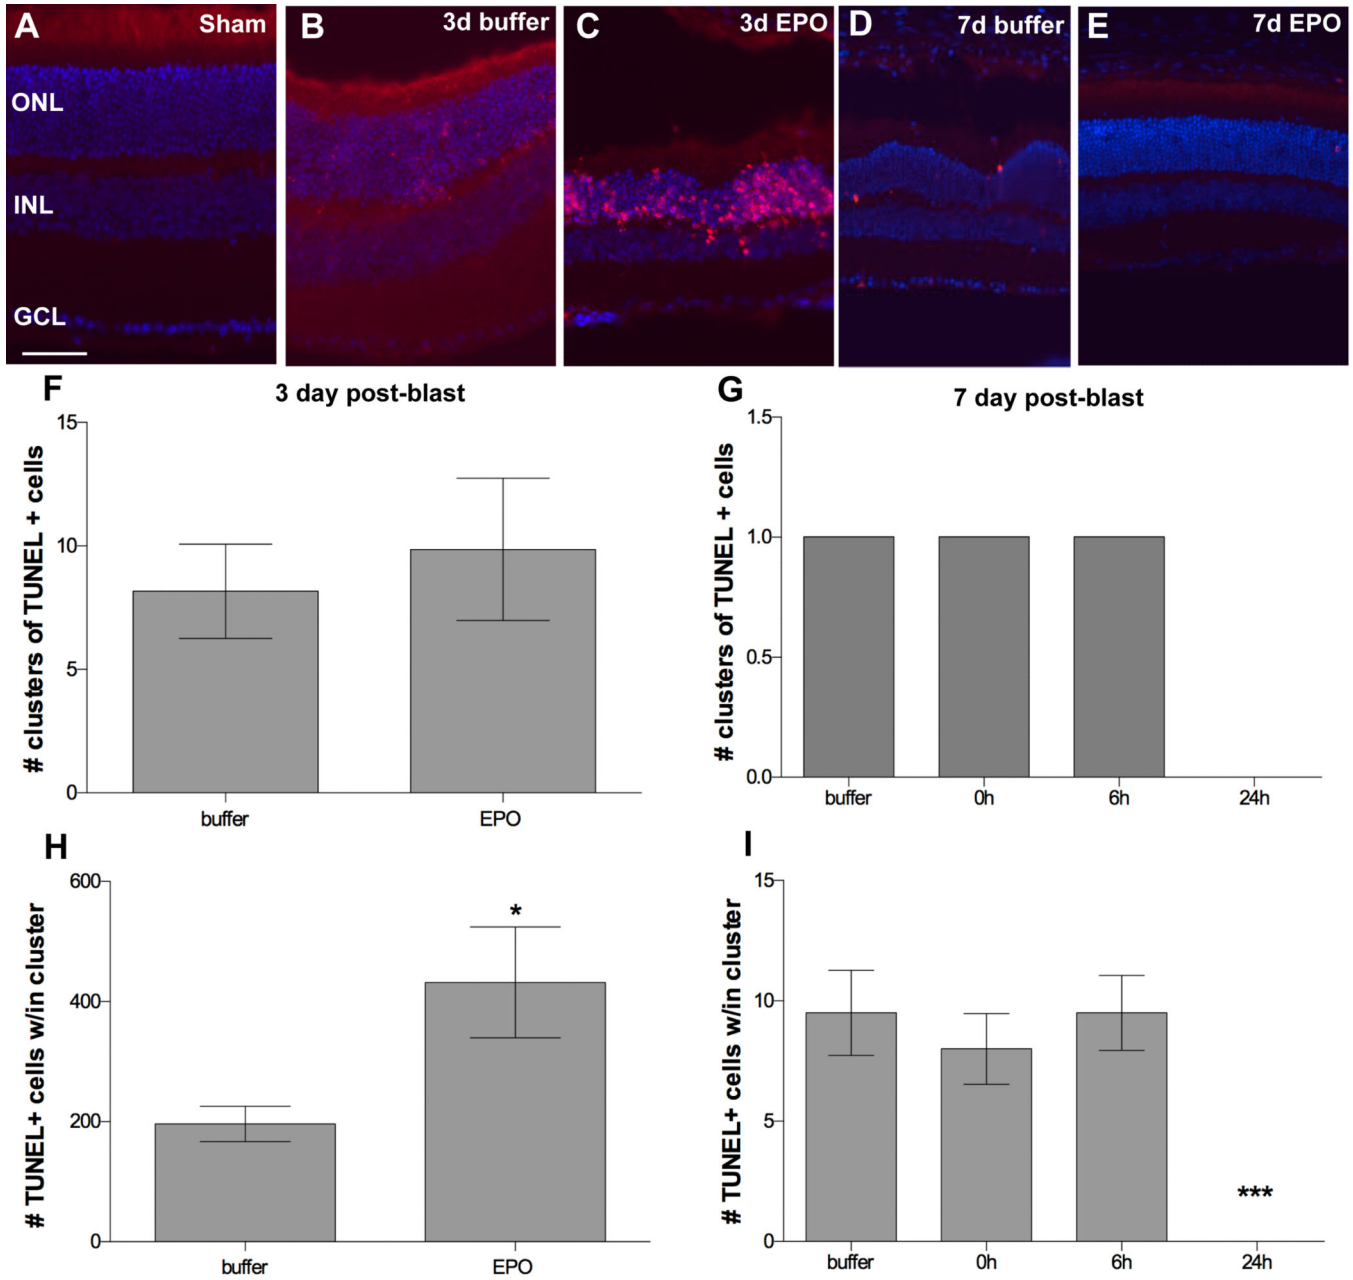 A Sham
B 3d buffer
C 3d EPO
D 7d buffer
E 7d EPO
ONL
INL
GCL
F 3 day post-blast
# clusters of TUNEL + cells
15
10
5
0
buffer EPO
G 7 day post-blast
# clusters of TUNEL + cells
1.5
1.0
0.5
0.0
buffer 0h 6h 24h
H
# TUNEL+ cells w/in cluster
600
400
200
0
*
buffer EPO
I
# TUNEL+ cells w/in cluster
15
10
5
0
***
buffer 0h 6h 24h